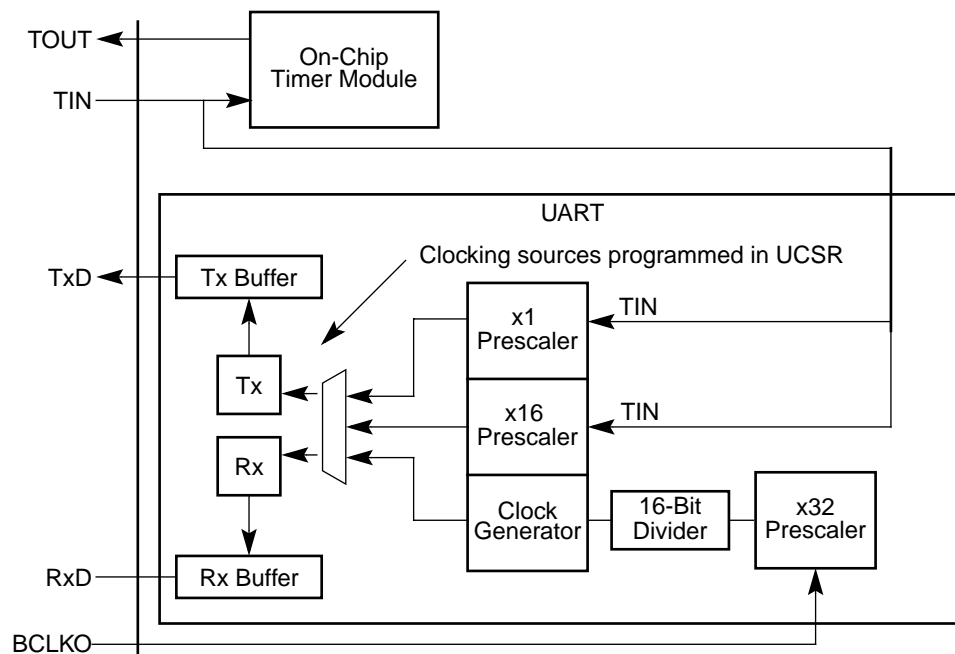 TOUT
On-Chip
Timer Module
TIN
UART
Clocking sources programmed in UCSR
TxD
Tx Buffer
x1
Prescaler
TIN
Tx
x16
Prescaler
TIN
Rx
Clock
Generator
16-Bit
Divider
x32
Prescaler
RxD
Rx Buffer
BCLKO